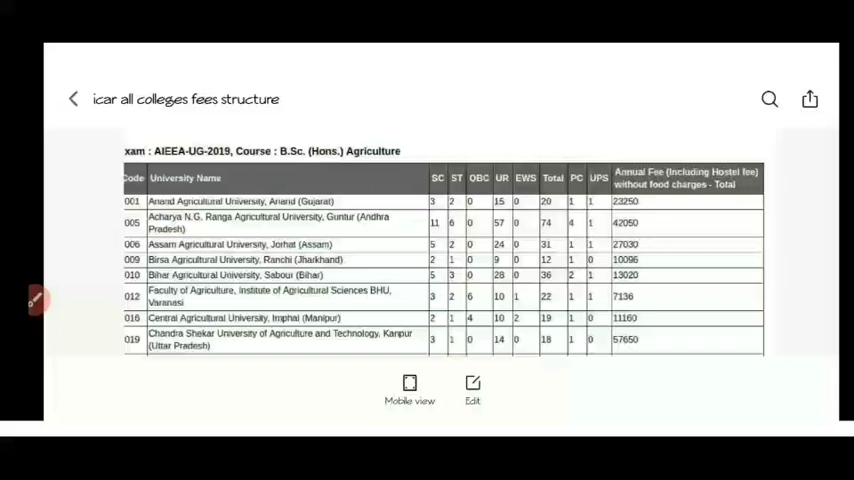 icar all colleges fees structure
xam : AIEEA-UG-2019, Course : B.Sc. (Hons.) Agriculture
Code University Name SC ST OBC UR EWS Total PC UPS Annual Fee (Including Hostel fee) without food charges - Total
001 Anand Agricultural University, Anand (Gujarat) 3 2 0 15 0 20 1 1 23250
005 Acharya N.G. Ranga Agricultural University, Guntur (Andhra Pradesh) 11 6 0 57 0 74 4 1 42050
006 Assam Agricultural University, Jorhat (Assam) 5 2 0 24 0 31 1 1 27030
009 Birsa Agricultural University, Ranchi (Jharkhand) 2 1 0 9 0 12 1 0 10096
010 Bihar Agricultural University, Sabour (Bihar) 5 3 0 28 0 36 2 1 13020
012 Faculty of Agriculture, Institute of Agricultural Sciences BHU, Varanasi 3 2 6 10 1 22 1 1 7136
016 Central Agricultural University, Imphal (Manipur) 2 1 4 10 2 19 1 0 11160
019 Chandra Shekar University of Agriculture and Technology, Kanpur (Uttar Pradesh) 3 1 0 14 0 18 1 0 57650
Mobile view
Edit